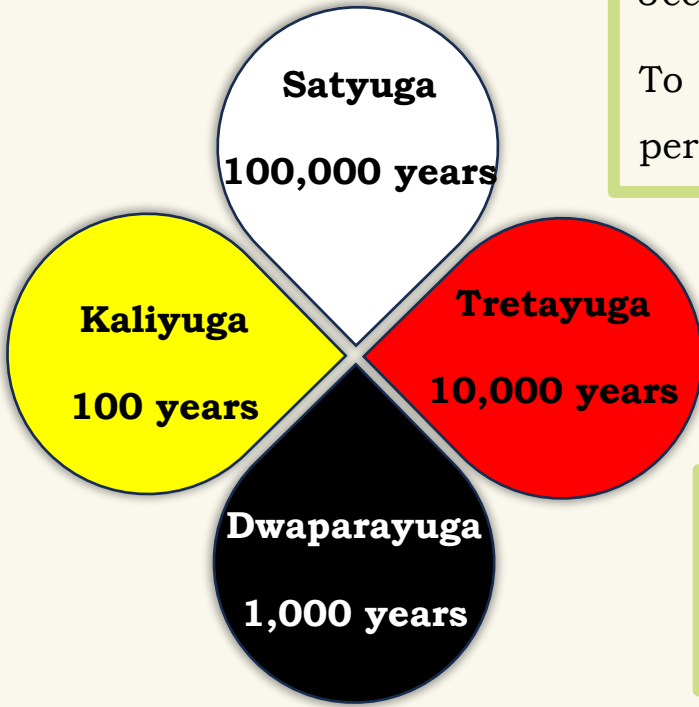 Satyuga
100,000 years
To
per
Kaliyuga
100 years
Tretayuga
10,000 years
Dwaparayuga
1,000 years